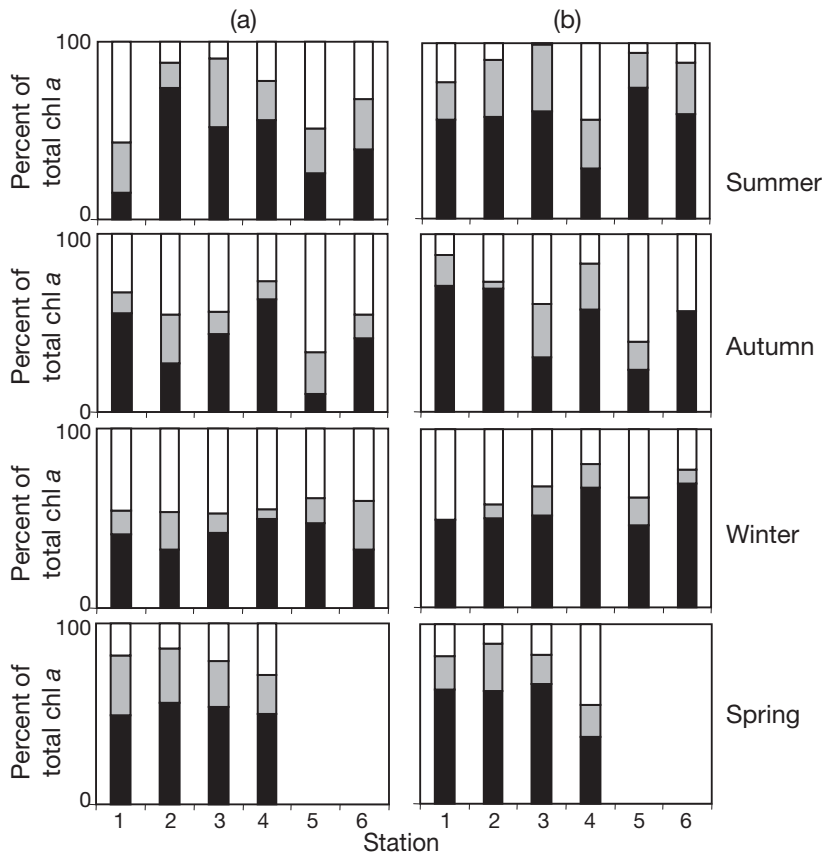 (a) (b)
100
Percent of
total chl a
0
Summer
100
Percent of
total chl a
0
Autumn
100
Percent of
total chl a
0
Winter
100
Percent of
total chl a
0
Spring
1 2 3 4 5 6 1 2 3 4 5 6
Station